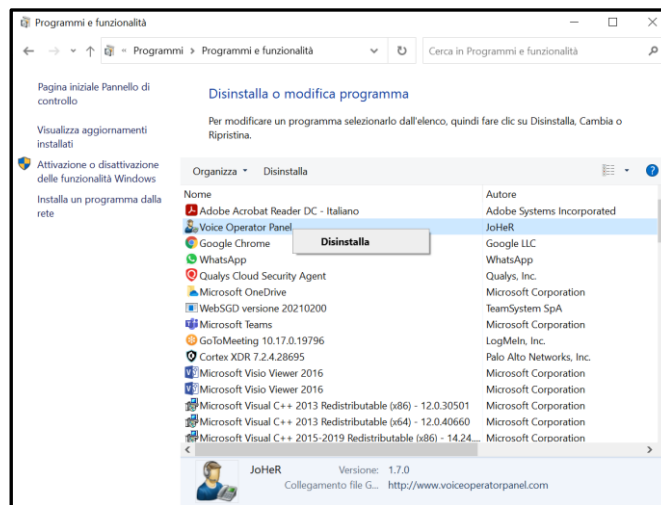 Programmi e funzionalità
Programmi > Programmi e funzionalità
Cerca in Programmi e funzionalità
Pagina iniziale Pannello di
controllo
Visualizza aggiornamenti
installati
Attivazione o disattivazione
delle funzionalità Windows
Installa un programma dalla
rete
Disinstalla o modifica programma
Per modificare un programma selezionarlo dall'elenco, quindi fare clic su Disinstalla, Cambia o
Ripristina.
Organizza Disinstalla
Nome Autore
Adobe Acrobat Reader DC - Italiano Adobe Systems Incorporated
Voice Operator Panel JoHeR
Disinstalla
Google Chrome Google LLC
WhatsApp WhatsApp
Qualys Cloud Security Agent Qualys, Inc.
Microsoft OneDrive Microsoft Corporation
WebSGD versione 20210200 TeamSystem SpA
Microsoft Teams Microsoft Corporation
GoToMeeting 10.17.0.19796 LogMeIn, Inc.
Cortex XDR 7.2.4.28695 Palo Alto Networks, Inc.
Microsoft Visio Viewer 2016 Microsoft Corporation
Microsoft Visio Viewer 2016 Microsoft Corporation
Microsoft Visual C++ 2013 Redistributable (x86) - 12.0.30501 Microsoft Corporation
Microsoft Visual C++ 2013 Redistributable (x64) - 12.0.40660 Microsoft Corporation
Microsoft Visual C++ 2015-2019 Redistributable (x86) - 14.24.... Microsoft Corporation
JoHeR Versione: 1.7.0
Collegamento file G... http://www.voiceoperatorpanel.com